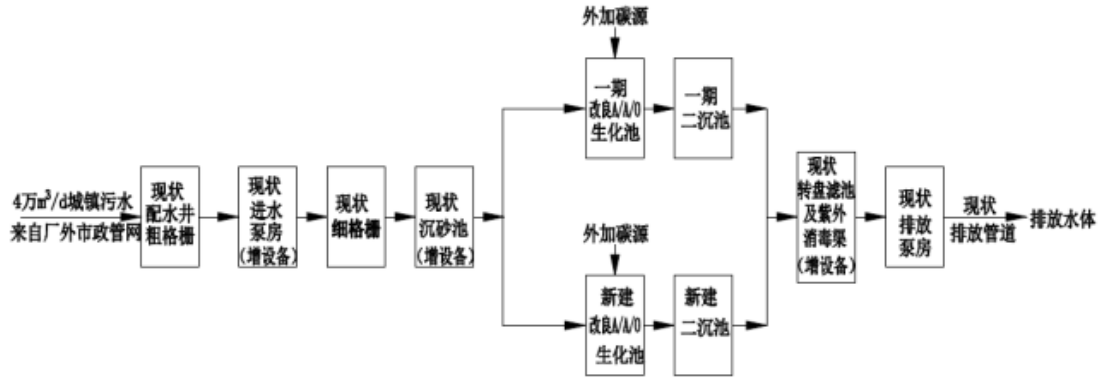 4万m³/d城镇污水
来自厂外市政管网
现状
配水井
粗格栅
现状
进水
泵房
(增设备)
现状
细格栅
现状
沉砂池
(增设备)
外加碳源
一期
改良A/A/O
生化池
一期
二沉池
外加碳源
新建
改良A/A/O
生化池
新建
二沉池
现状
转盘滤池
及紫外
消毒渠
(增设备)
现状
排放
泵房
现状
排放管道
排放水体